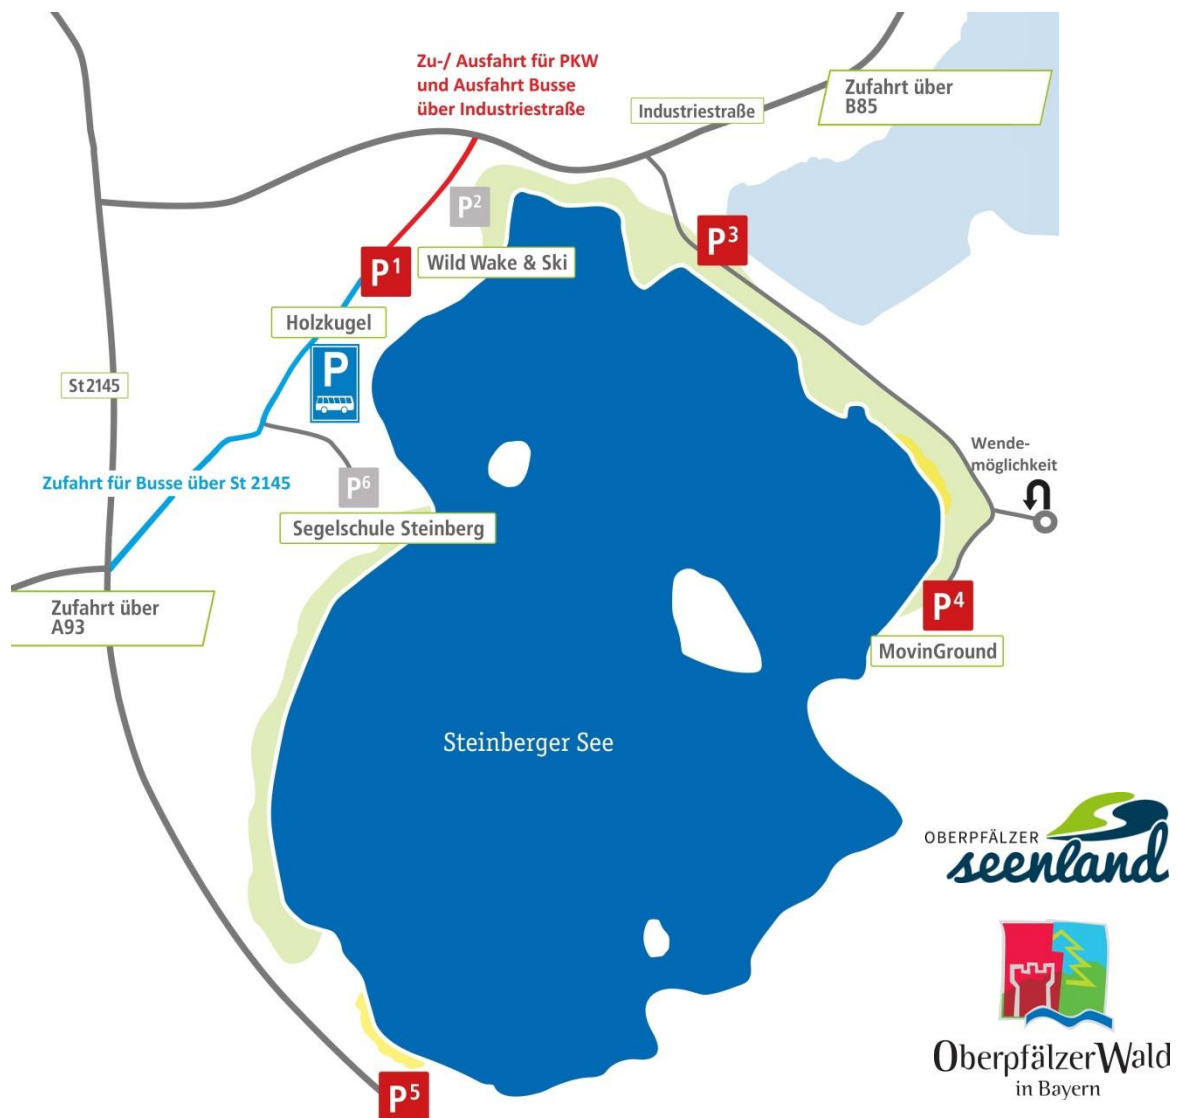 Zu-/ Ausfahrt für PKW
und Ausfahrt Busse
über Industriestraße
Industriestraße
Zufahrt über
B85
P2
P3
P1
Wild Wake & Ski
Holzkugel
P
St 2145
Wende-
möglichkeit
Zufahrt für Busse über St 2145
P6
Segelschule Steinberg
Zufahrt über
A93
P4
MovinGround
Steinberger See
OBERPFÄLZER
seenland
OberpfälzerWald
in Bayern
P5